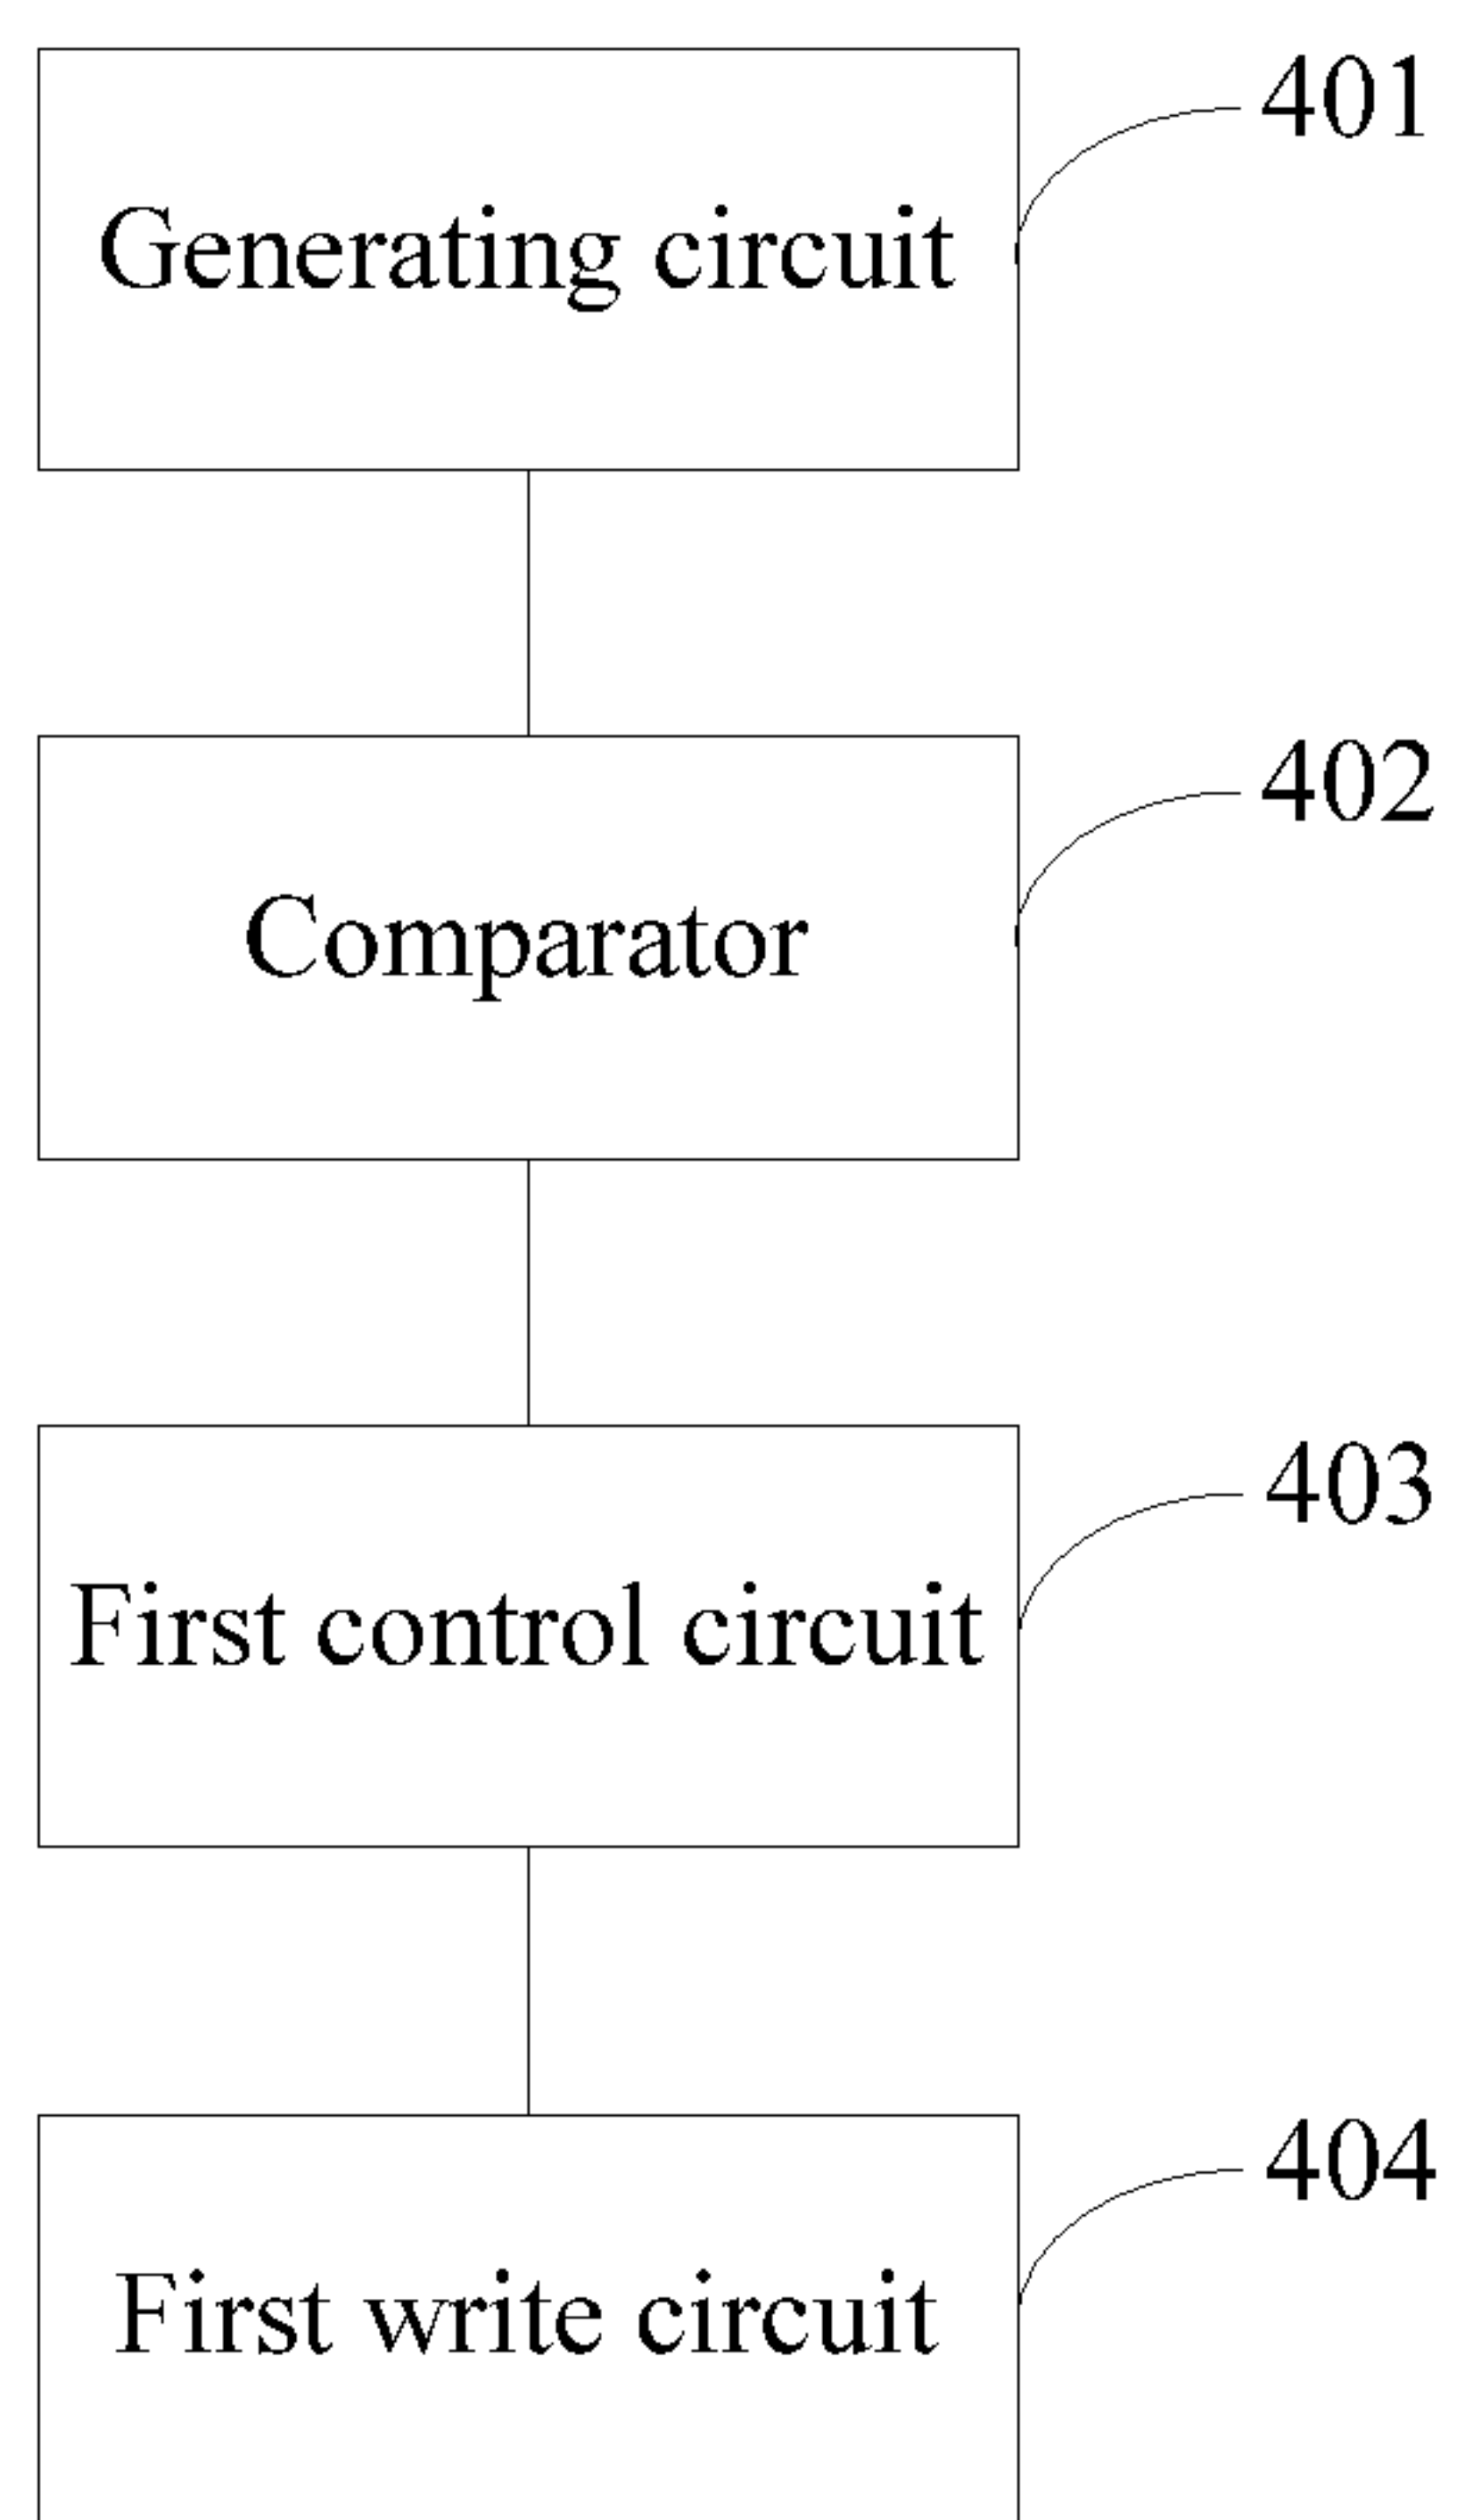 401
Generating circuit
402
Comparator
403
First control circuit
404
First write circuit